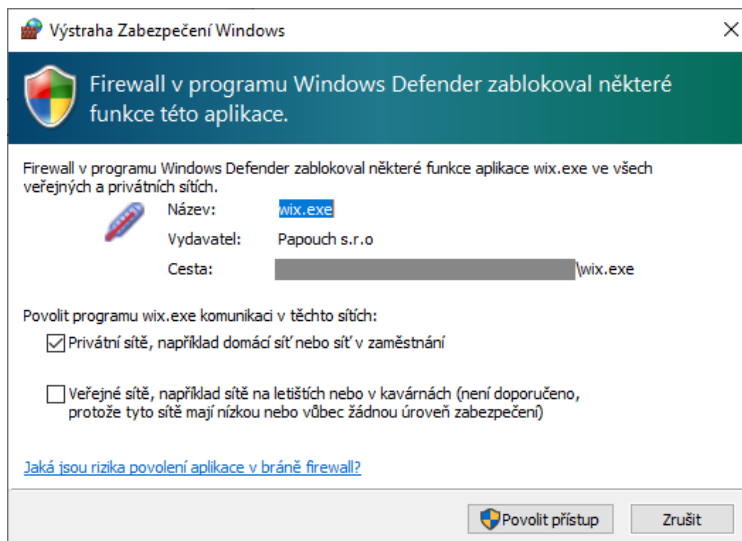 Výstraha Zabezpečení Windows
Firewall v programu Windows Defender zablokoval některé
funkce této aplikace.
Firewall v programu Windows Defender zablokoval některé funkce aplikace wix.exe ve všech
veřejných a privátních sítích.
Název: wix.exe
Vydavatel: Papouch s.r.o
Cesta: \wix.exe
Povolit programu wix.exe komunikaci v těchto sítích:
Privátní sítě, například domácí síť nebo síť v zaměstnání
Veřejné sítě, například sítě na letištích nebo v kavárnách (není doporučeno,
protože tyto sítě mají nízkou nebo vůbec žádnou úroveň zabezpečení)
Jaká jsou rizika povolení aplikace v bráně firewall?
Povolit přístup Zrušit